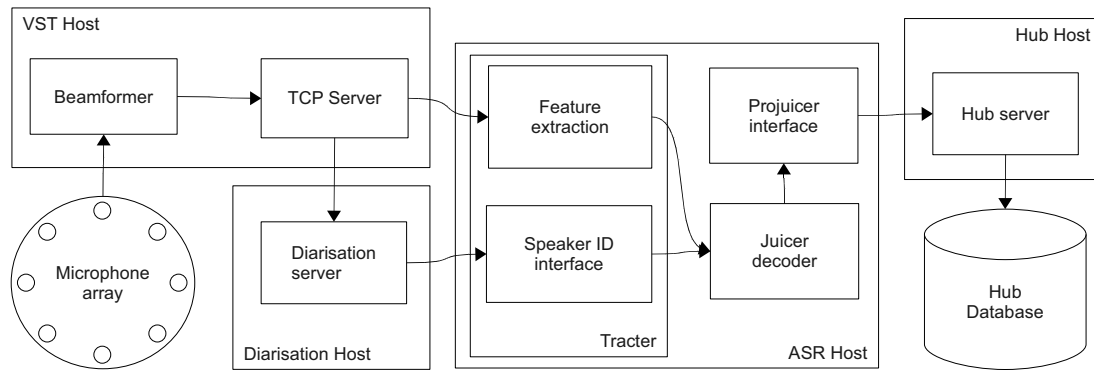 VST Host
Beamformer
TCP Server
Microphone
array
Diarisation
server
Diarisation Host
Feature
extraction
Speaker ID
interface
Tracter
Projuicer
interface
Juicer
decoder
ASR Host
Hub Host
Hub server
Hub
Database